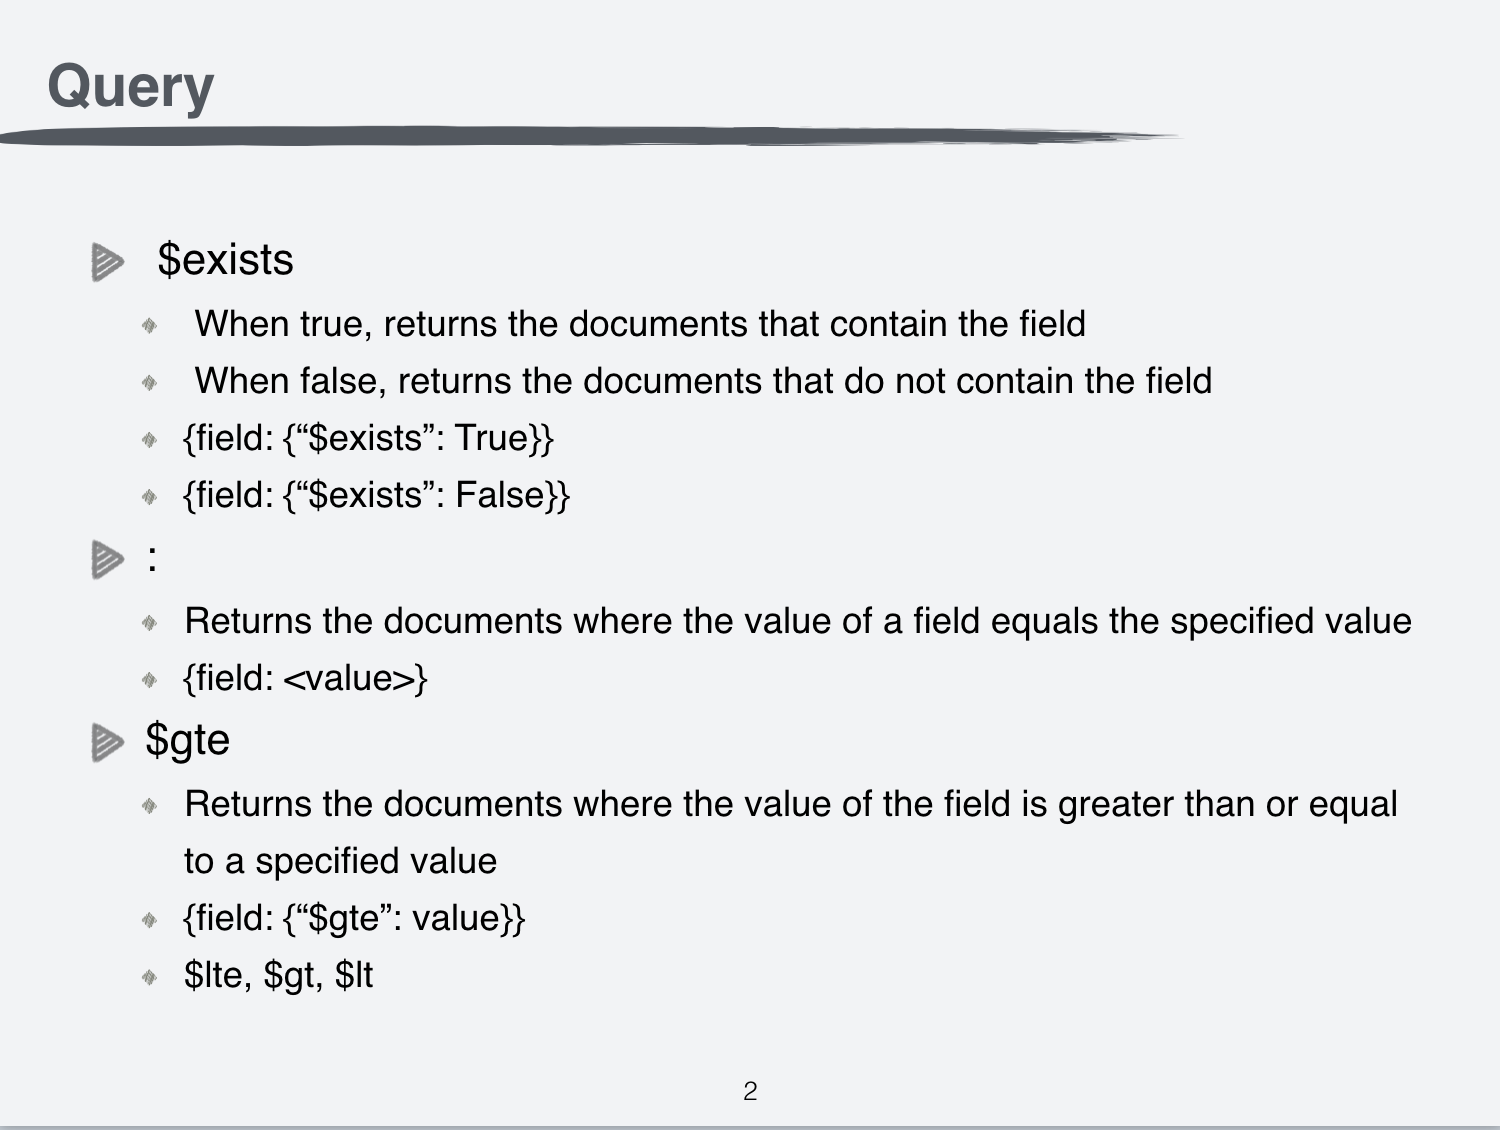 Query
$exists
When true, returns the documents that contain the field
When false, returns the documents that do not contain the field
{field: {“$exists”: True}}
{field: {“$exists”: False}}
:
Returns the documents where the value of a field equals the specified value
{field: <value>}
$gte
Returns the documents where the value of the field is greater than or equal
to a specified value
{field: {“$gte”: value}}
$lte, $gt, $lt
2